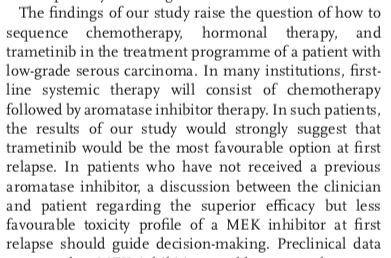 The findings of our study raise the question of how to
sequence chemotherapy, hormonal therapy, and
trametinib in the treatment programme of a patient with
low-grade serous carcinoma. In many institutions, first-
line systemic therapy will consist of chemotherapy
followed by aromatase inhibitor therapy. In such patients,
the results of our study would strongly suggest that
trametinib would be the most favourable option at first
relapse. In patients who have not received a previous
aromatase inhibitor, a discussion between the clinician
and patient regarding the superior efficacy but less
favourable toxicity profile of a MEK inhibitor at first
relapse should guide decision-making. Preclinical data